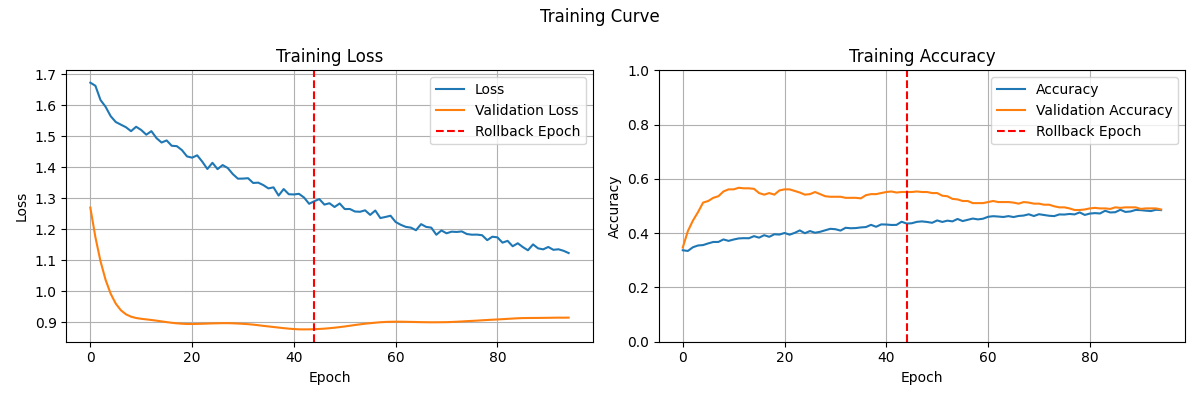 Training Curve
Training Loss
1.7
1.6
1.5
1.4
1.3
1.2
1.1
1.0
0.9
Loss
0
20
40
60
80
Epoch
Loss
Validation Loss
Rollback Epoch
Training Accuracy
1.0
0.8
0.6
0.4
0.2
0.0
Accuracy
0
20
40
60
80
Epoch
Accuracy
Validation Accuracy
Rollback Epoch